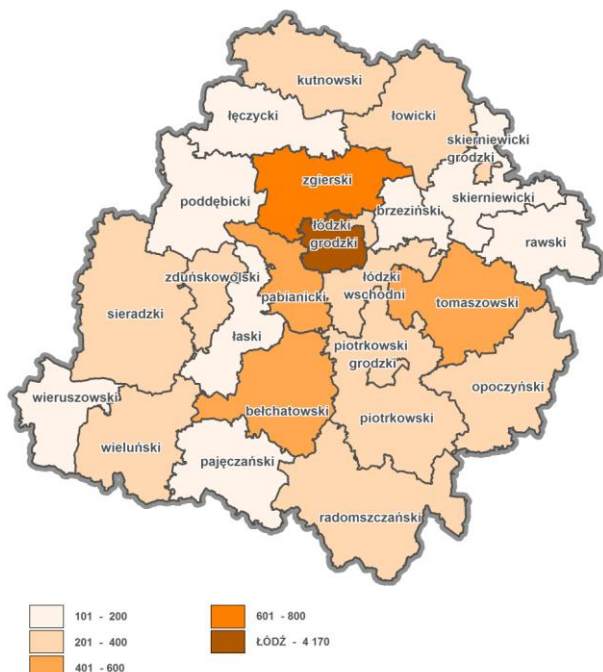 kutnowski
łęczycki
łowicki
skierniewicki
grodzki
zgierski
poddębicki
brzeziński
skierniewicki
łódzki
grodzki
rawski
zduńskowolski
łódzki
wschodni
pabianicki
tomaszowski
sieradzki
łaski
piotrkowski
grodzki
opoczyński
wieruszowski
bełchatowski
piotrkowski
wieluński
pajęczański
radomszczański
101 - 200
201 - 400
401 - 600
601 - 800
ŁÓDŹ - 4 170